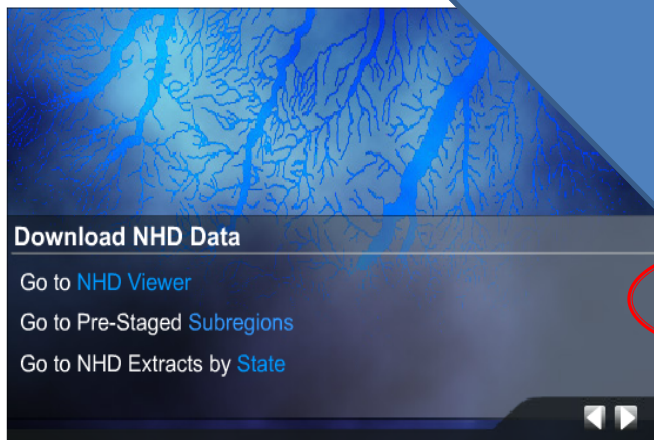 Download NHD Data
Go to NHD Viewer
Go to Pre-Staged Subregions
Go to NHD Extracts by State